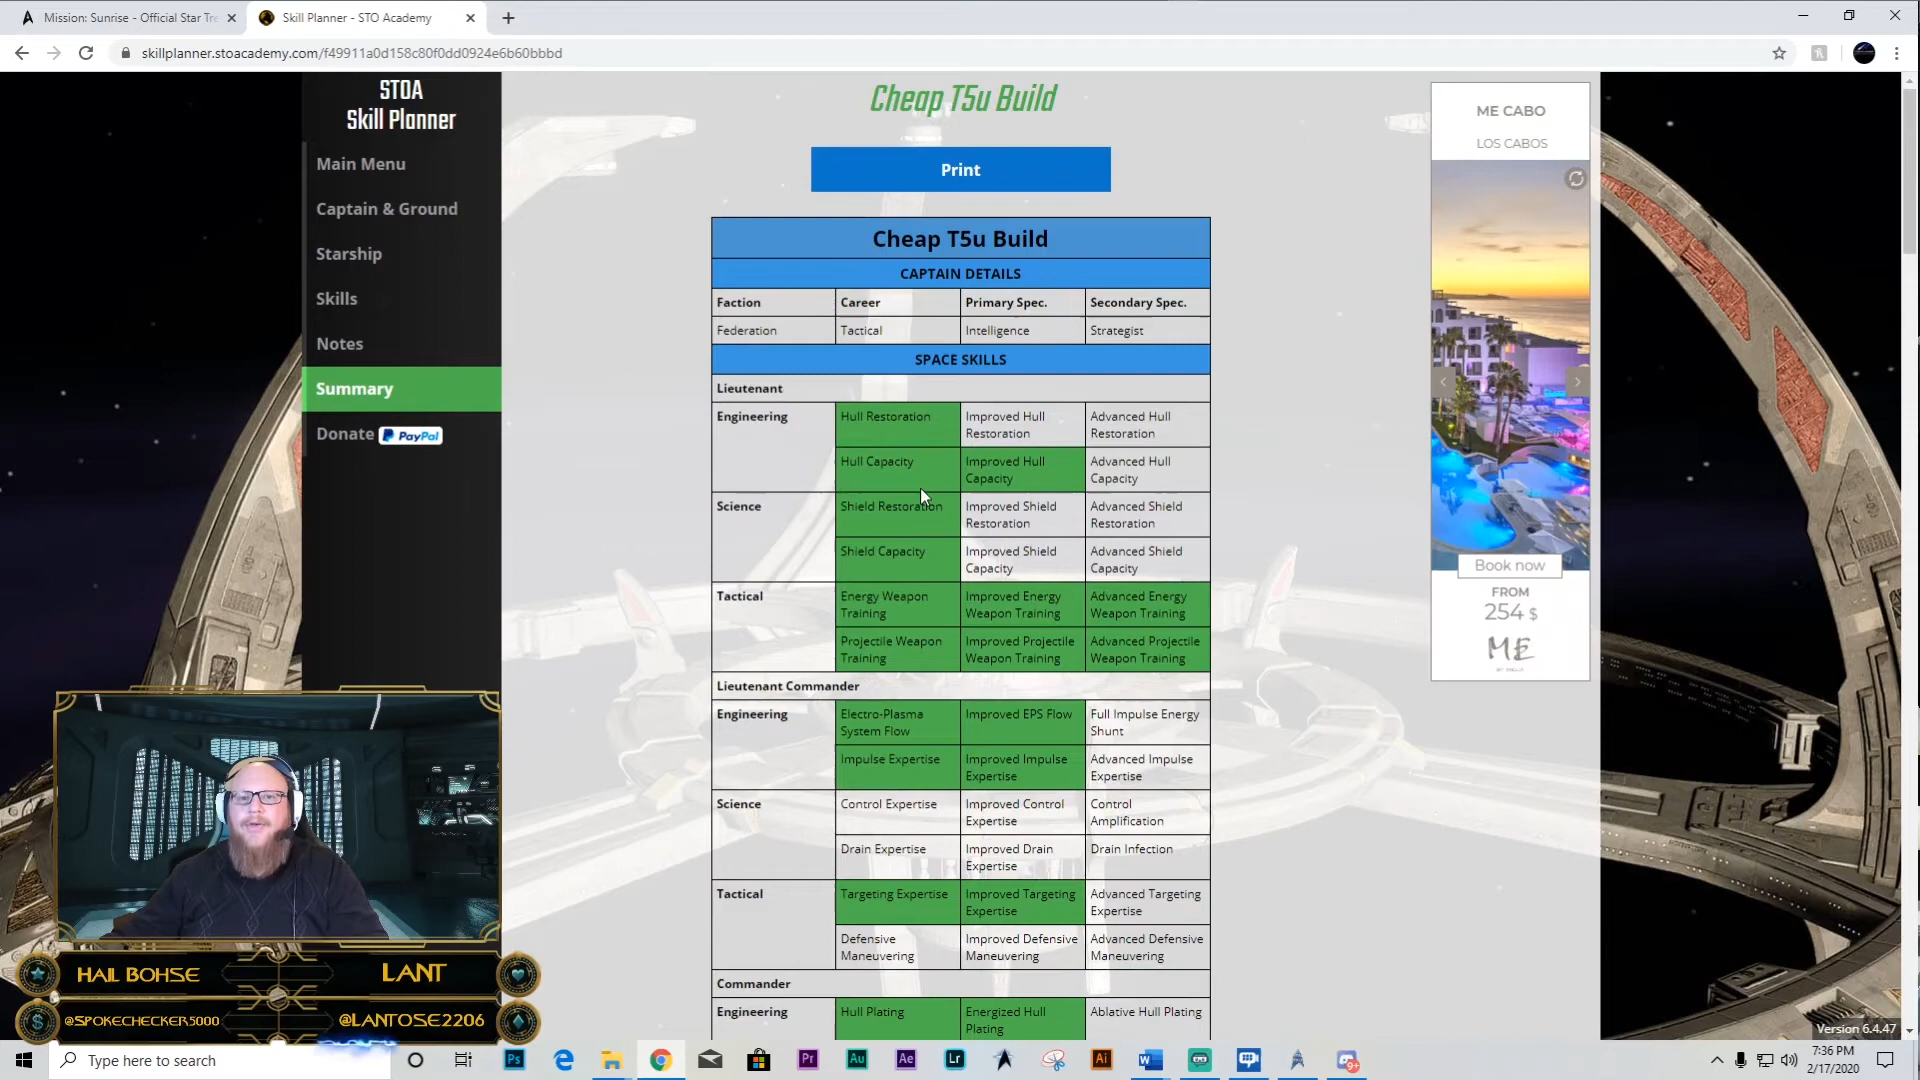 Mission: Sunrise - Official Star Tre
Skill Planner - STO Academy
skillplanner.stoacademy.com/f49911a0d158c80f0dd0924e6b60bbbd
STOA
Skill Planner
Main Menu
Captain & Ground
Starship
Skills
Notes
Summary
Donate PayPal
Cheap T5u Build
Print
Cheap T5u Build
CAPTAIN DETAILS
Faction Career Primary Spec. Secondary Spec.
Federation Tactical Intelligence Strategist
SPACE SKILLS
Lieutenant
Engineering Hull Restoration Improved Hull Advanced Hull
Restoration Restoration
Hull Capacity Improved Hull Advanced Hull
Capacity Capacity
Science Shield Restoration Improved Shield Advanced Shield
Restoration Restoration
Shield Capacity Improved Shield Advanced Shield
Capacity Capacity
Tactical Energy Weapon Improved Energy Advanced Energy
Training Weapon Training Weapon Training
Projectile Weapon Improved Projectile Advanced Projectile
Training Weapon Training Weapon Training
Lieutenant Commander
Engineering Electro-Plasma Improved EPS Flow Full Impulse Energy
System Flow Shunt
Impulse Expertise Improved Impulse Advanced Impulse
Expertise Expertise
Science Control Expertise Improved Control Control
Expertise Amplification
Drain Expertise Improved Drain Drain Infection
Expertise
Tactical Targeting Expertise Improved Targeting Advanced Targeting
Expertise Expertise
Defensive Improved Defensive Advanced Defensive
Maneuvering Maneuvering Maneuvering
Commander
Engineering Hull Plating Energized Hull Ablative Hull Plating
Plating
ME CABO
LOS CABOS
Book now
FROM
254 $
ME
HAIL BOHSE LANT
@SPOKECHECKER5000 @LANTOSE2206
Version 6.4.47
Type here to search
Ps
Pr
Au
Ae
Lr
Ai
9+
7:36 PM
2/17/2020